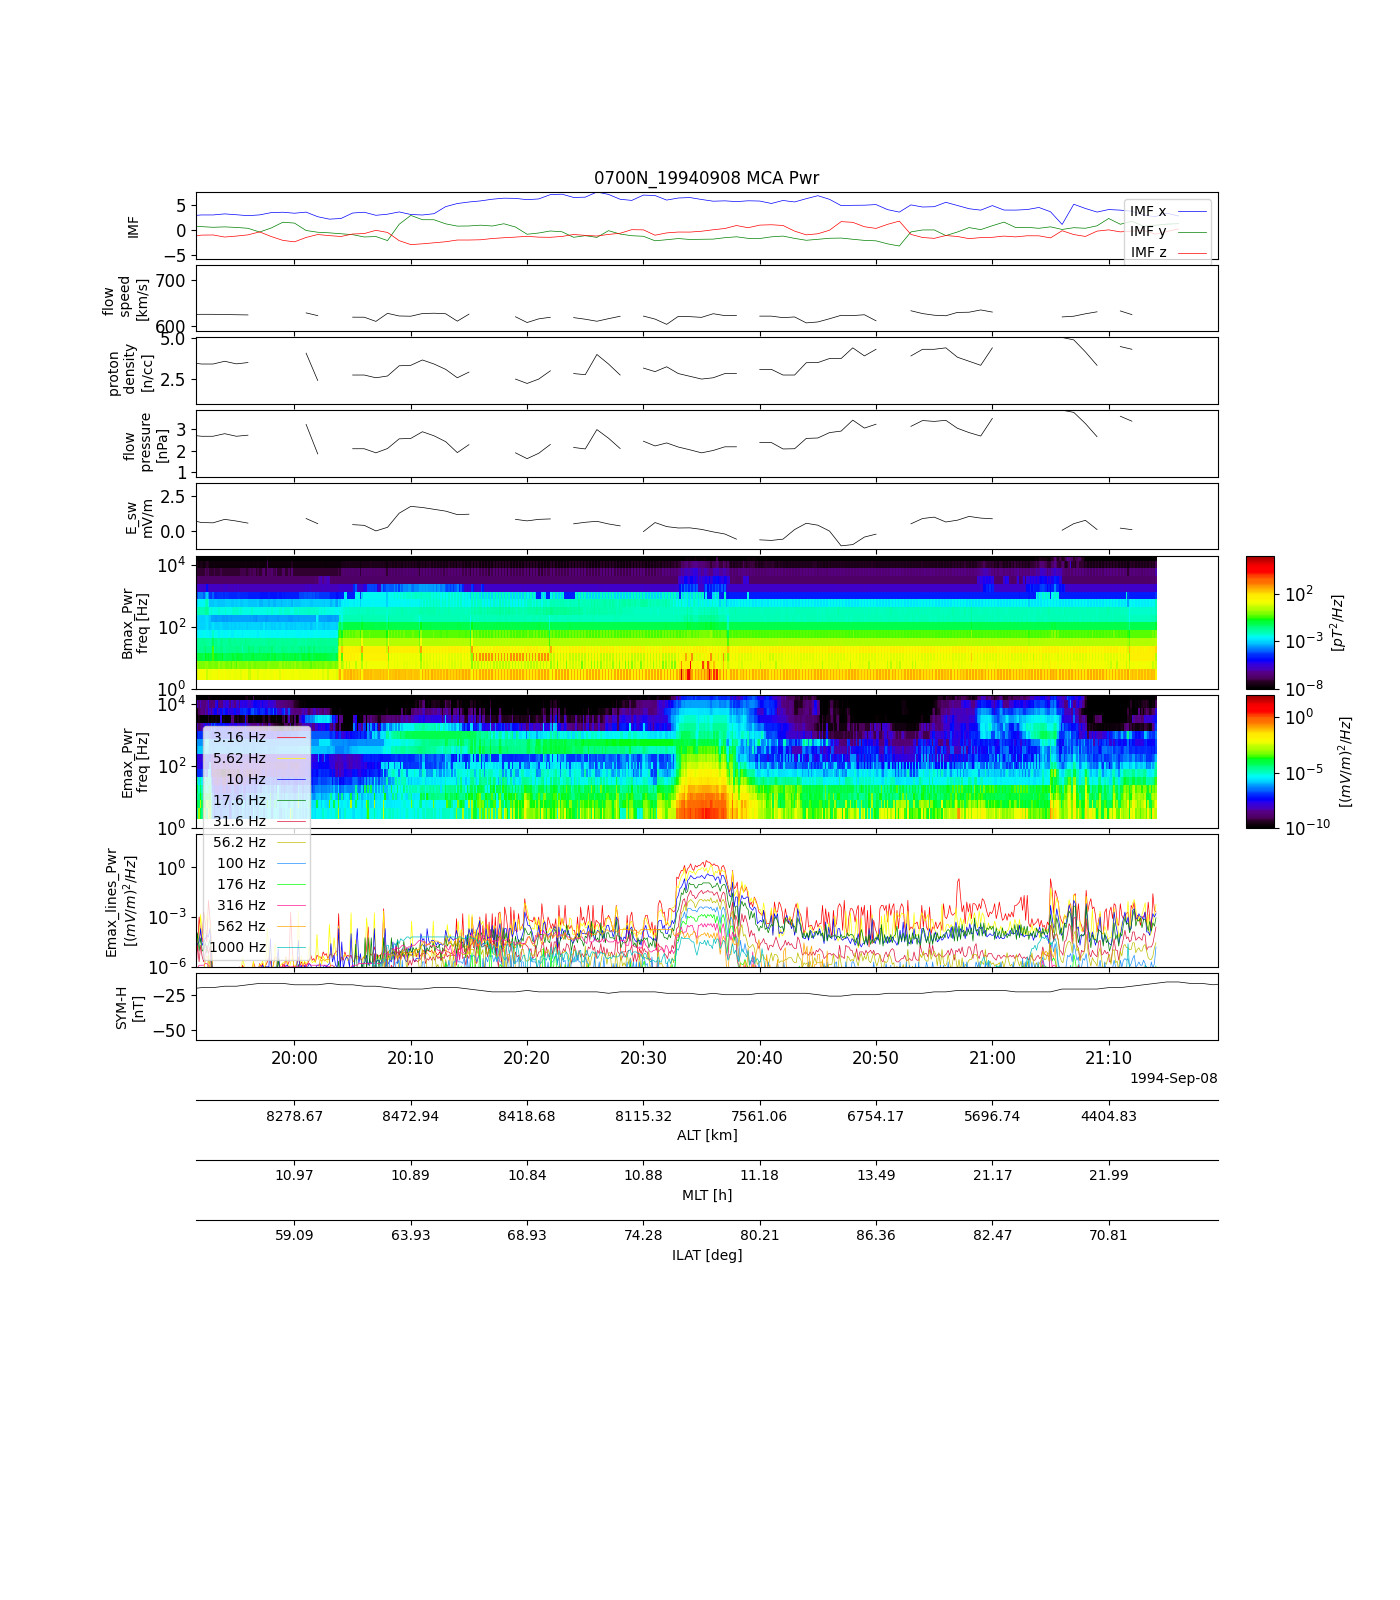 0700N_19940908 MCA Pwr
IMF
5
0
−5
IMF x
IMF y
IMF z
flow
speed
[km/s]
700
600
proton
density
[n/cc]
5.0
2.5
flow
pressure
[nPa]
3
2
1
E_sw
mV/m
2.5
0.0
Bmax_Pwr
freq [Hz]
10^4
10^2
10^0
10^2
10^−3
10^−8
[pT^2/Hz]
Emax_Pwr
freq [Hz]
10^4
10^2
10^0
10^0
10^−5
10^−10
[(mV/m)^2/Hz]
3.16 Hz
5.62 Hz
10 Hz
17.6 Hz
31.6 Hz
56.2 Hz
100 Hz
176 Hz
316 Hz
562 Hz
1000 Hz
Emax_lines_Pwr
[(mV/m)^2/Hz]
10^0
10^−3
10^−6
SYM-H
[nT]
−25
−50
20:00 20:10 20:20 20:30 20:40 20:50 21:00 21:10
1994-Sep-08
8278.67 8472.94 8418.68 8115.32 7561.06 6754.17 5696.74 4404.83
ALT [km]
10.97 10.89 10.84 10.88 11.18 13.49 21.17 21.99
MLT [h]
59.09 63.93 68.93 74.28 80.21 86.36 82.47 70.81
ILAT [deg]